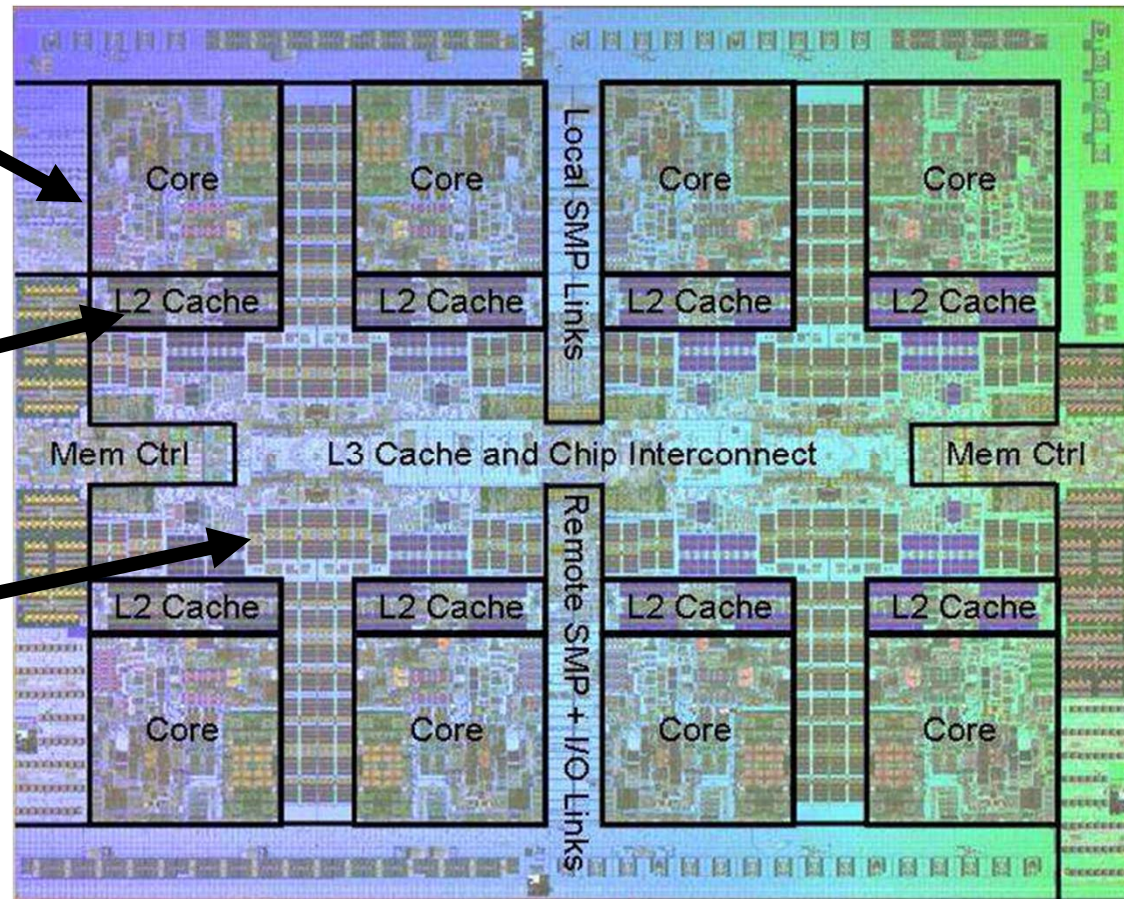 Core
Core
Local SMP Links
Core
Core
L2 Cache
L2 Cache
L2 Cache
L2 Cache
Mem Ctrl
L3 Cache and Chip Interconnect
Mem Ctrl
L2 Cache
L2 Cache
Remote SMP + I/O Links
L2 Cache
L2 Cache
Core
Core
Core
Core